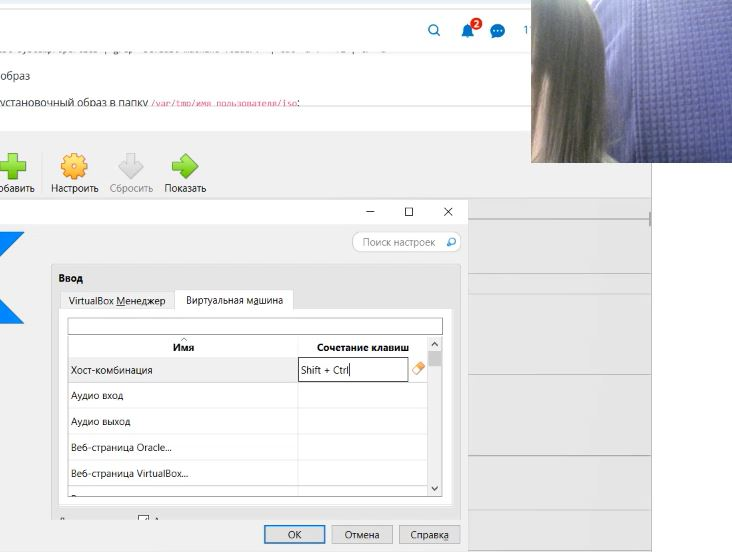 2
образ
установочный образ в папку /var/tmp/имя_пользователя/iso:
обавить
Настроить
Сбросить
Показать
Поиск настроек
Ввод
VirtualBox Менеджер
Виртуальная машина
Имя
Сочетание клавиш
Хост-комбинация
Shift + Ctrl
Аудио вход
Аудио выход
Веб-страница Oracle...
Веб-страница VirtualBox...
ОК
Отмена
Справка